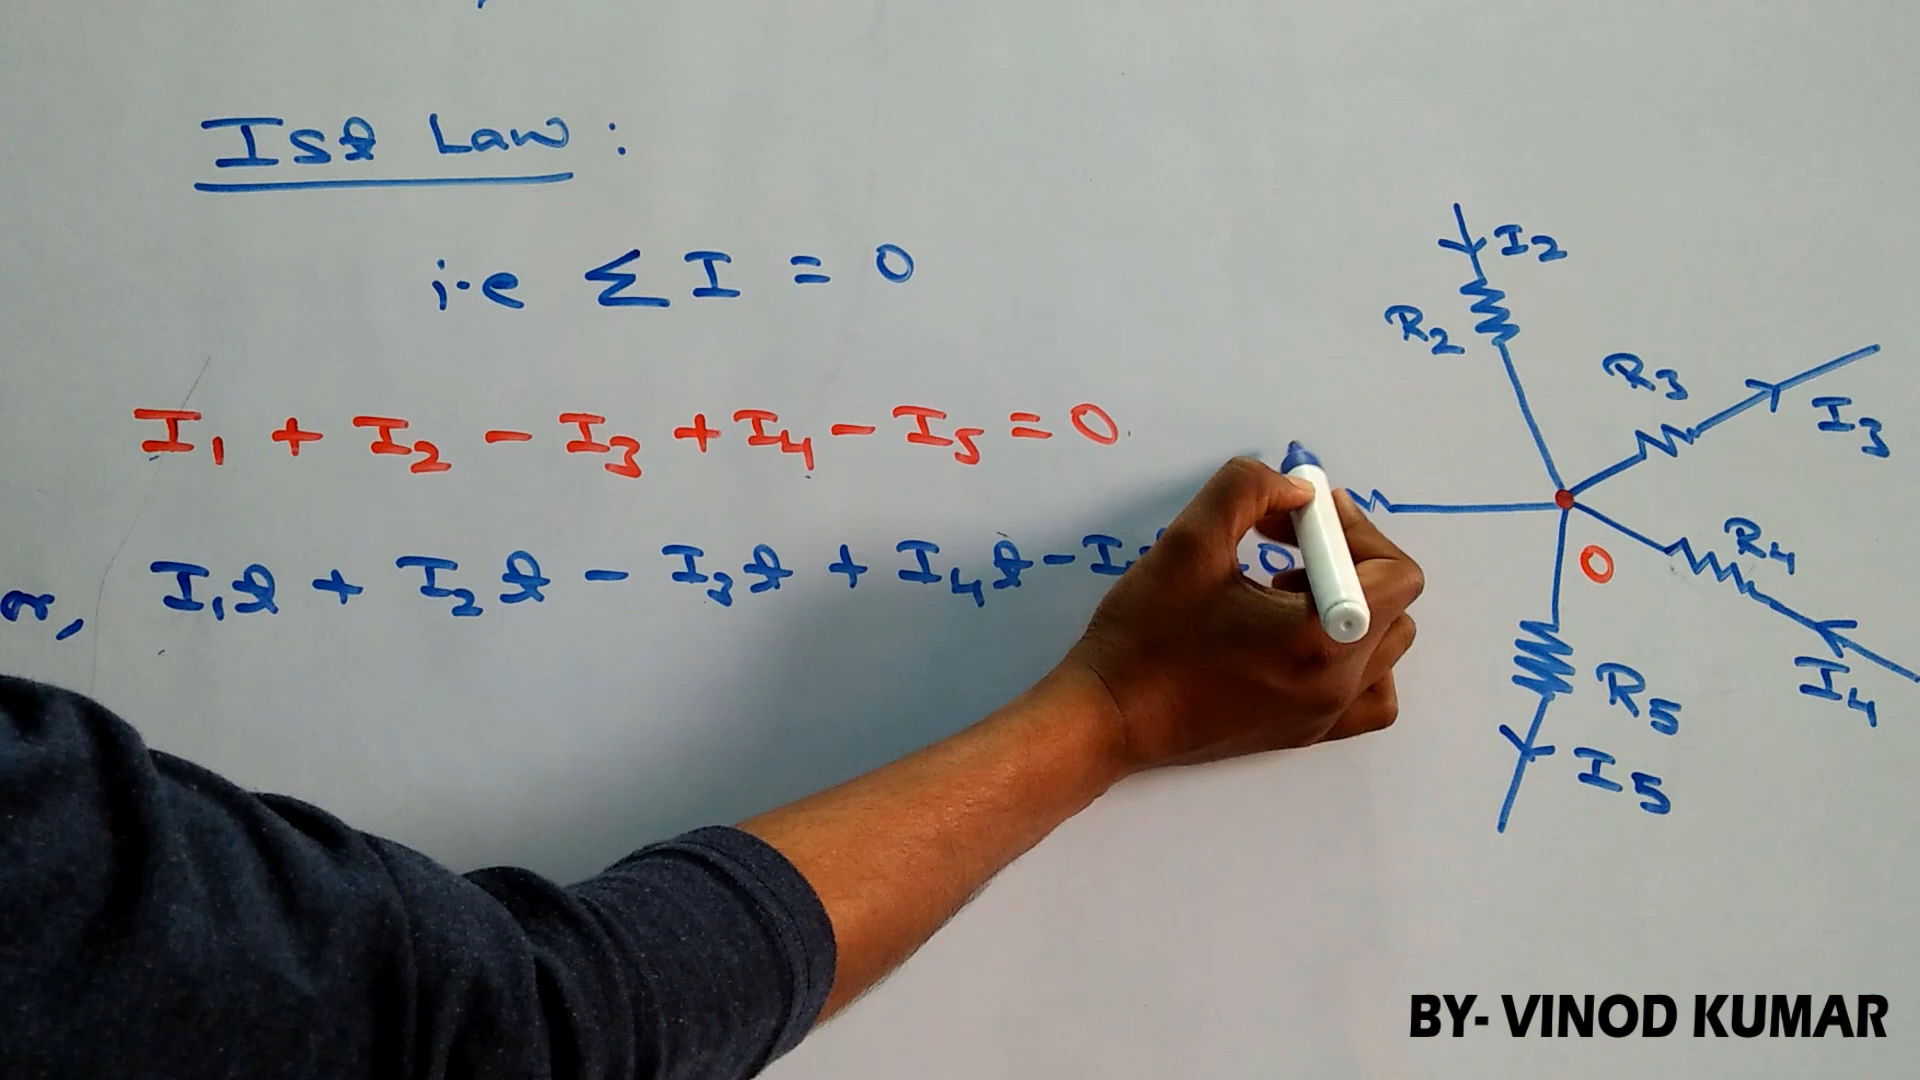 Ist Law :
i.e Σ I = 0
I₁ + I₂ - I₃ + I₄ - I₅ = 0
or, I₁t + I₂t - I₃t + I₄t - I = 0
I₂
R₂
R₃
I₃
O
R₄
I₄
R₅
I₅
BY- VINOD KUMAR